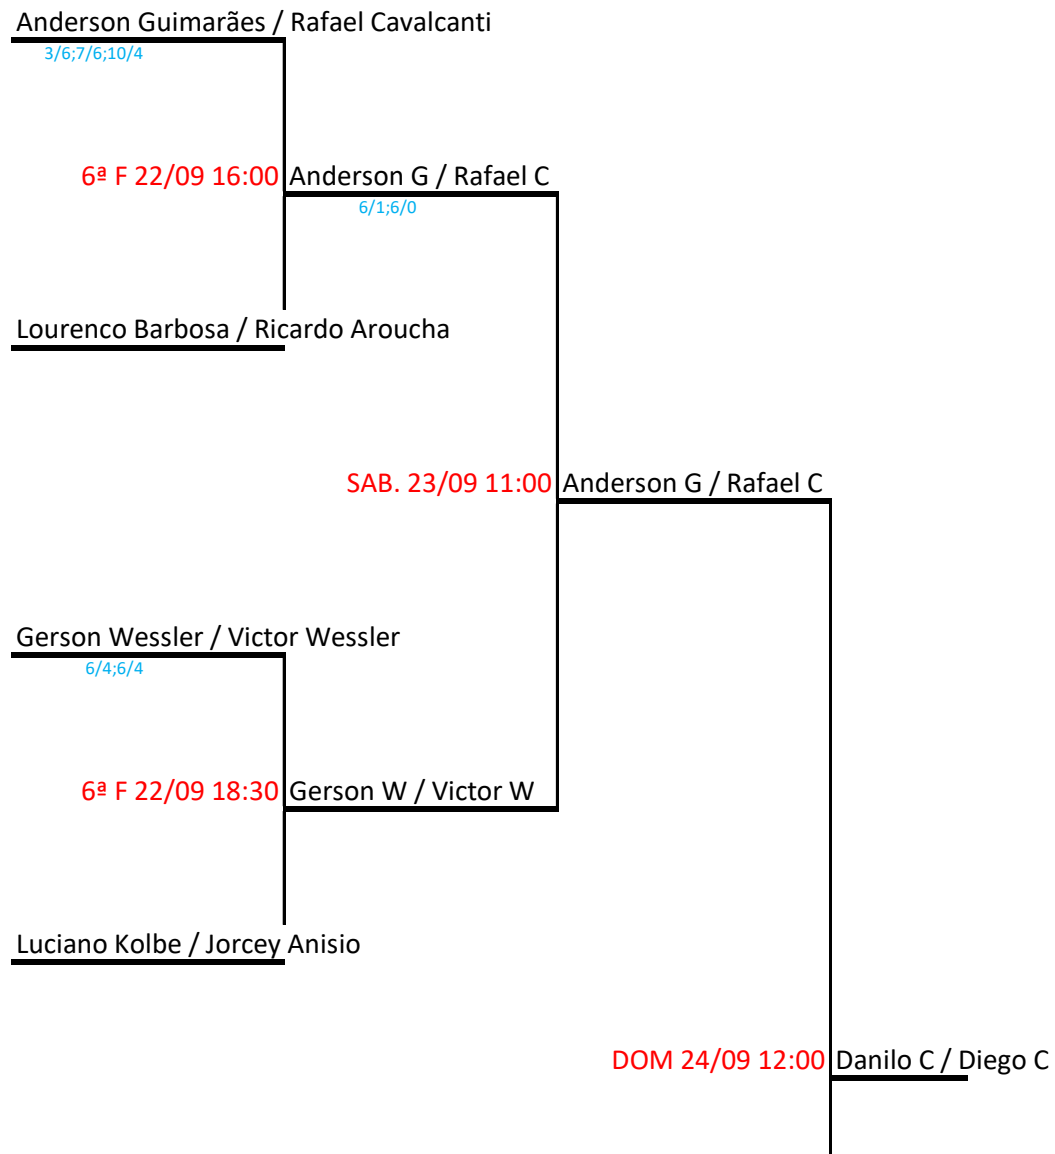 Anderson Guimarães / Rafael Cavalcanti
3/6;7/6;10/4
6ª F 22/09 16:00 Anderson G / Rafael C
6/1;6/0
Lourenco Barbosa / Ricardo Aroucha
SAB. 23/09 11:00 Anderson G / Rafael C
Gerson Wessler / Victor Wessler
6/4;6/4
6ª F 22/09 18:30 Gerson W / Victor W
Luciano Kolbe / Jorcey Anisio
DOM 24/09 12:00 Danilo C / Diego C